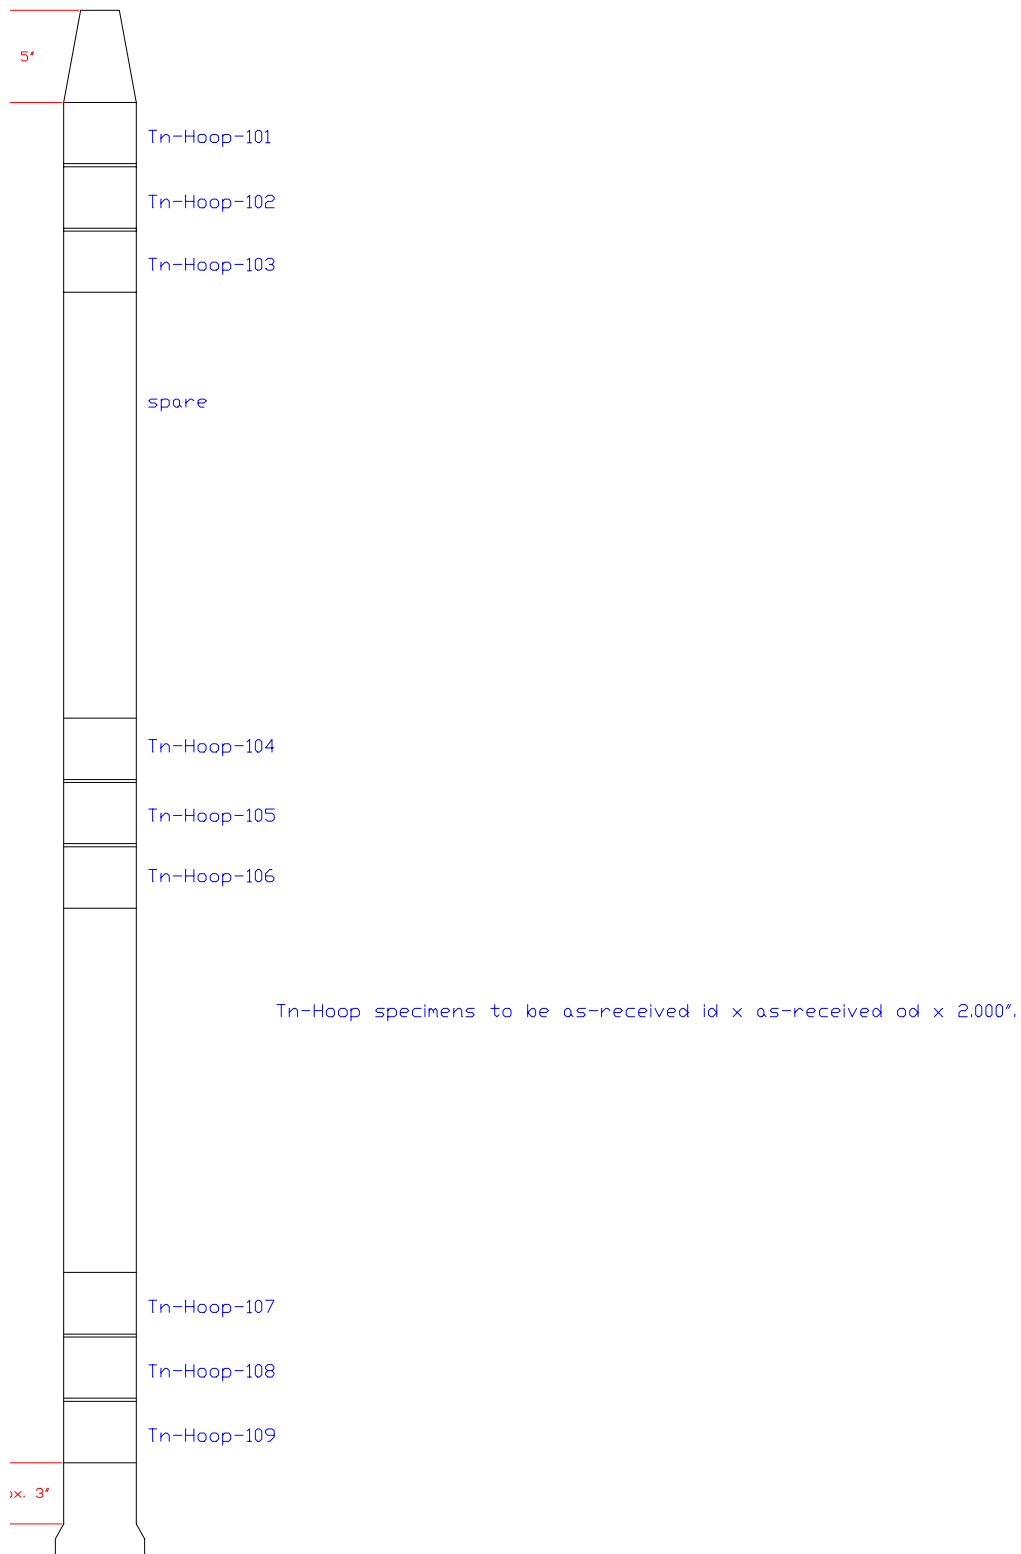 5"
Tn-Hoop-101
Tn-Hoop-102
Tn-Hoop-103
spare
Tn-Hoop-104
Tn-Hoop-105
Tn-Hoop-106
Tn-Hoop specimens to be as-received id x as-received od x 2.000".
Tn-Hoop-107
Tn-Hoop-108
Tn-Hoop-109
3"